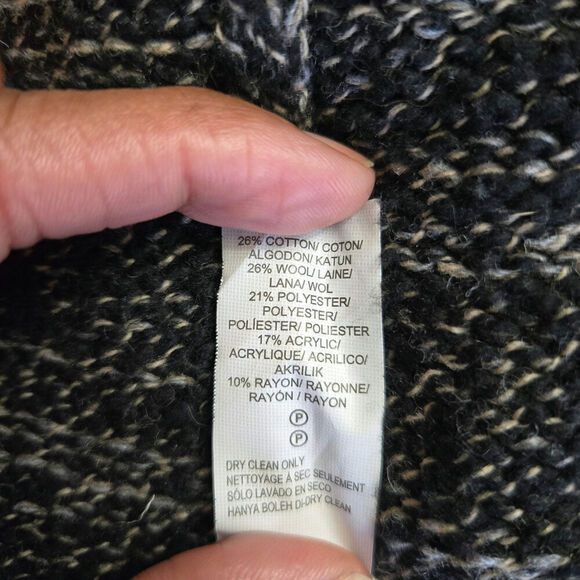 26% COTTON/ COTON/
ALGODON/ KATUN
26% WOOL/ LAINE/
LANA/ WOL
21% POLYESTER/
POLYESTER/
POLÍESTER/ POLIESTER
17% ACRYLIC/
ACRYLIQUE/ ACRILICO/
AKRILIK
10% RAYON/ RAYONNE/
RAYÓN / RAYON
P
P
DRY CLEAN ONLY
NETTOYAGE À SEC SEULEMENT
SÓLO LAVADO EN SECO
HANYA BOLEH DI-DRY CLEAN